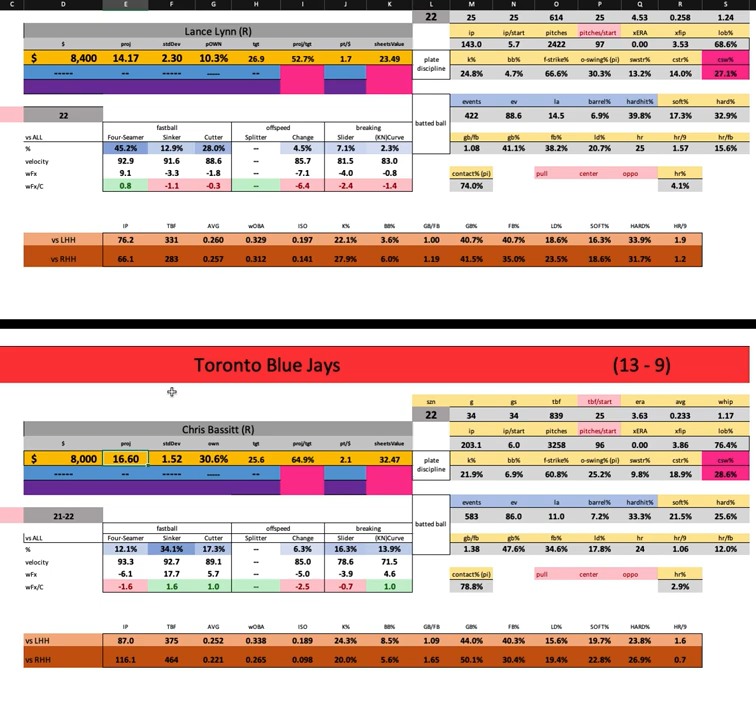 D E F G H I J K L M N O P Q R S
22 25 25 614 25 4.53 0.258 1.24
Lance Lynn (R) ip ip/start pitches pitches/start xERA xfip lob%
143.0 5.7 2422 97 0.00 3.53 68.6%
$ proj stdDev pOWN tgt proj/tgt pt/$ sheetsValue
$ 8,400 14.17 2.30 10.3% 26.9 52.7% 1.7 23.49
plate discipline k% bb% f-strike% o-swing% (pi) swstr% cstr% csw%
----- -- ----- — --
24.8% 4.7% 66.6% 30.3% 13.2% 14.0% 27.1%
batted ball events ev la barrel% hardhit% soft% hard%
22 422 88.6 14.5 6.9% 39.8% 17.3% 32.9%
fastball offspeed breaking
vs ALL Four-Seamer Sinker Cutter Splitter Change Slider (KN)Curve gb/fb gb% fb% ld% hr hr/9 hr/fb
% 45.2% 12.9% 28.0% -- 4.5% 7.1% 2.3% 1.08 41.1% 38.2% 20.7% 25 1.57 15.6%
velocity 92.9 91.6 88.6 85.7 81.5 83.0
wFx 9.1 -3.3 -1.8 -7.1 -4.0 -0.8 contact% (pi) pull center oppo hr%
wFx/C 0.8 -1.1 -0.3 -- -6.4 -2.4 -1.4 74.0% 4.1%
IP TBF AVG wOBA ISO K% BB% GB/FB GB% FB% LD% SOFT% HARD% HR/9
vs LHH 76.2 331 0.260 0.329 0.197 22.1% 3.6% 1.00 40.7% 40.7% 18.6% 16.3% 33.9% 1.9
vs RHH 66.1 283 0.257 0.312 0.141 27.9% 6.0% 1.19 41.5% 35.0% 23.5% 18.6% 31.7% 1.2
Toronto Blue Jays (13 - 9)
szn g gs tbf tbf/start era avg whip
22 34 34 839 25 3.63 0.233 1.17
Chris Bassitt (R) ip ip/start pitches pitches/start xERA xfip lob%
$ proj stdDev own tgt proj/tgt pt/$ sheetsValue
203.1 6.0 3258 96 0.00 3.86 76.4%
$ 8,000 16.60 1.52 30.6% 25.6 64.9% 2.1 32.47
plate discipline k% bb% f-strike% o-swing% (pi) swstr% cstr% csw%
----- -- ----- — --
21.9% 6.9% 60.8% 25.2% 9.8% 18.9% 28.6%
batted ball events ev la barrel% hardhit% soft% hard%
21-22 583 86.0 11.0 7.2% 33.3% 21.5% 25.6%
fastball offspeed breaking
vs ALL Four-Seamer Sinker Cutter Splitter Change Slider (KN)Curve gb/fb gb% fb% ld% hr hr/9 hr/fb
% 12.1% 34.1% 17.3% -- 6.3% 16.3% 13.9% 1.38 47.6% 34.6% 17.8% 24 1.06 12.0%
velocity 93.3 92.7 89.1 -- 85.0 78.6 71.5
wFx -6.1 17.7 5.7 -5.0 -3.9 4.6 contact% (pi) pull center oppo hr%
wFx/C -1.6 1.6 1.0 -- -2.5 -0.7 1.0 78.8% 2.9%
IP TBF AVG wOBA ISO K% BB% GB/FB GB% FB% LD% SOFT% HARD% HR/9
vs LHH 87.0 375 0.252 0.338 0.189 24.3% 8.5% 1.09 44.0% 40.3% 15.6% 19.7% 23.8% 1.6
vs RHH 116.1 464 0.221 0.265 0.098 20.0% 5.6% 1.65 50.1% 30.4% 19.4% 22.8% 26.9% 0.7